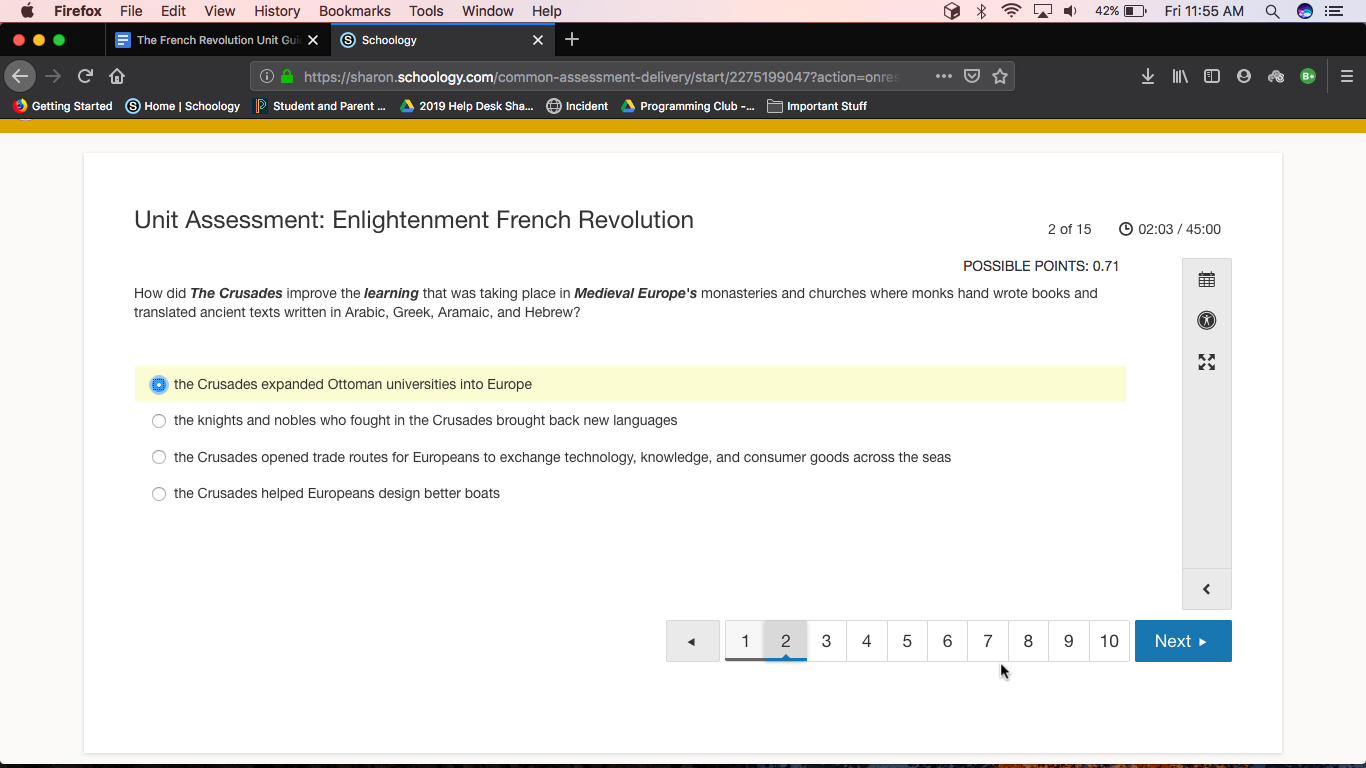 Firefox File Edit View History Bookmarks Tools Window Help 42% Fri 11:55 AM
The French Revolution Unit Gui Schoology
https://sharon.schoology.com/common-assessment-delivery/start/2275199047?action=onres
Getting Started Home | Schoology Student and Parent ... 2019 Help Desk Sha... Incident Programming Club -... Important Stuff
Unit Assessment: Enlightenment French Revolution
2 of 15 02:03 / 45:00
POSSIBLE POINTS: 0.71
How did The Crusades improve the learning that was taking place in Medieval Europe's monasteries and churches where monks hand wrote books and
translated ancient texts written in Arabic, Greek, Aramaic, and Hebrew?
the Crusades expanded Ottoman universities into Europe
the knights and nobles who fought in the Crusades brought back new languages
the Crusades opened trade routes for Europeans to exchange technology, knowledge, and consumer goods across the seas
the Crusades helped Europeans design better boats
1 2 3 4 5 6 7 8 9 10 Next